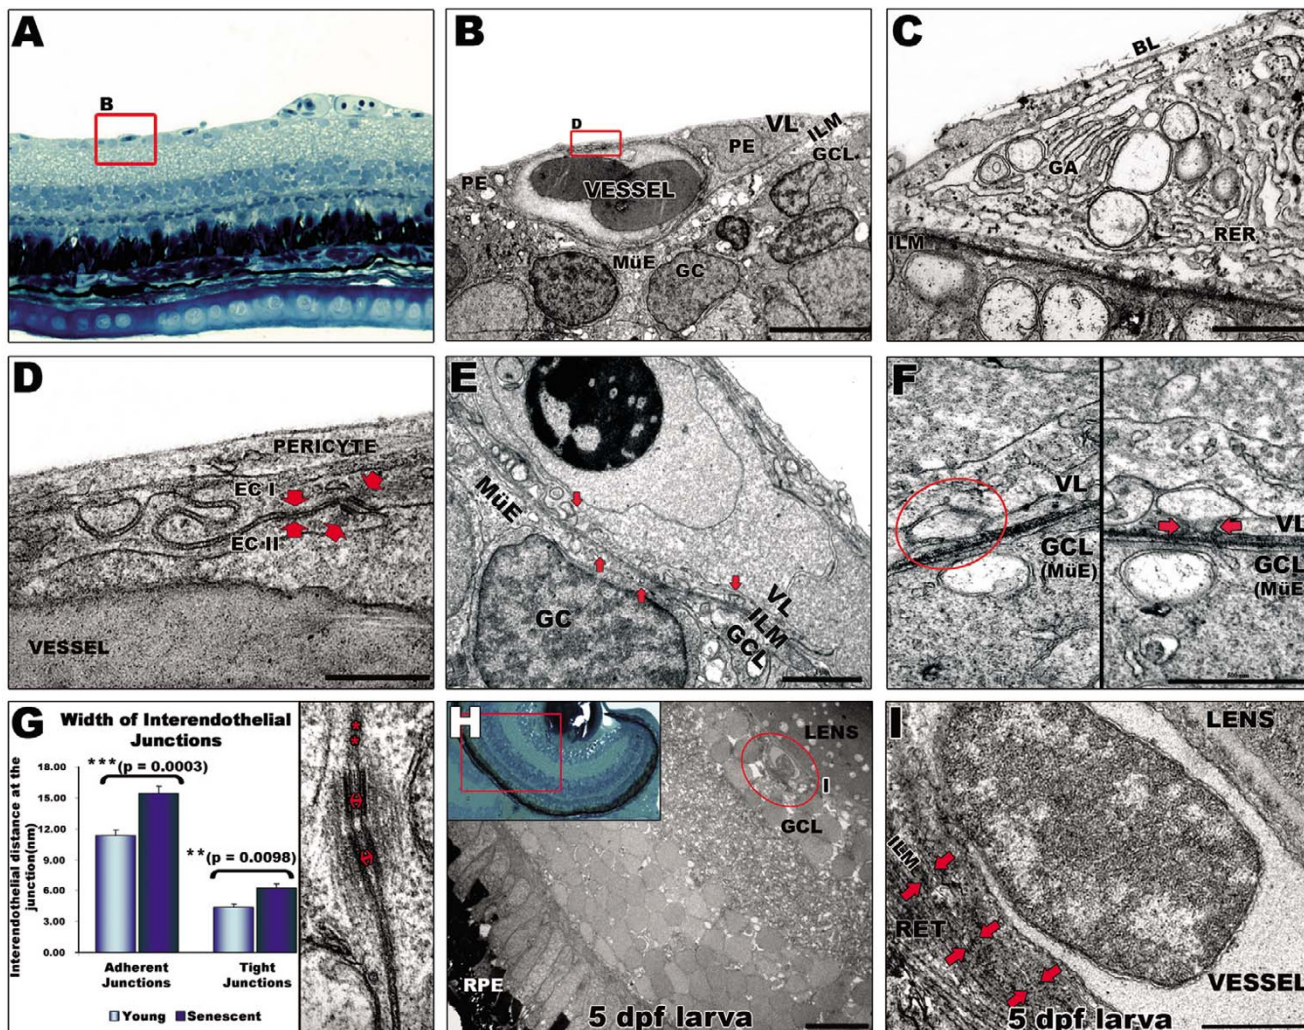 A
B
B
D
VL
ILM
GCL
PE
PE
VESSEL
MüE
GC
C
BL
GA
RER
ILM
D
PERICYTE
EC I
EC II
VESSEL
E
MüE
GC
VL
ILM
GCL
F
VL
GCL
(MüE)
VL
GCL
(MüE)
G
Width of Interendothelial
Junctions
Interendothelial distance at the
junction(nm)
18.00
15.00
12.00
9.00
6.00
3.00
0.00
***(p = 0.0003)
**(p = 0.0098)
Adherent
Junctions
Tight
Junctions
Young
Senescent
H
LENS
I
GCL
RPE
5 dpf larva
I
LENS
ILM
RET
VESSEL
5 dpf larva